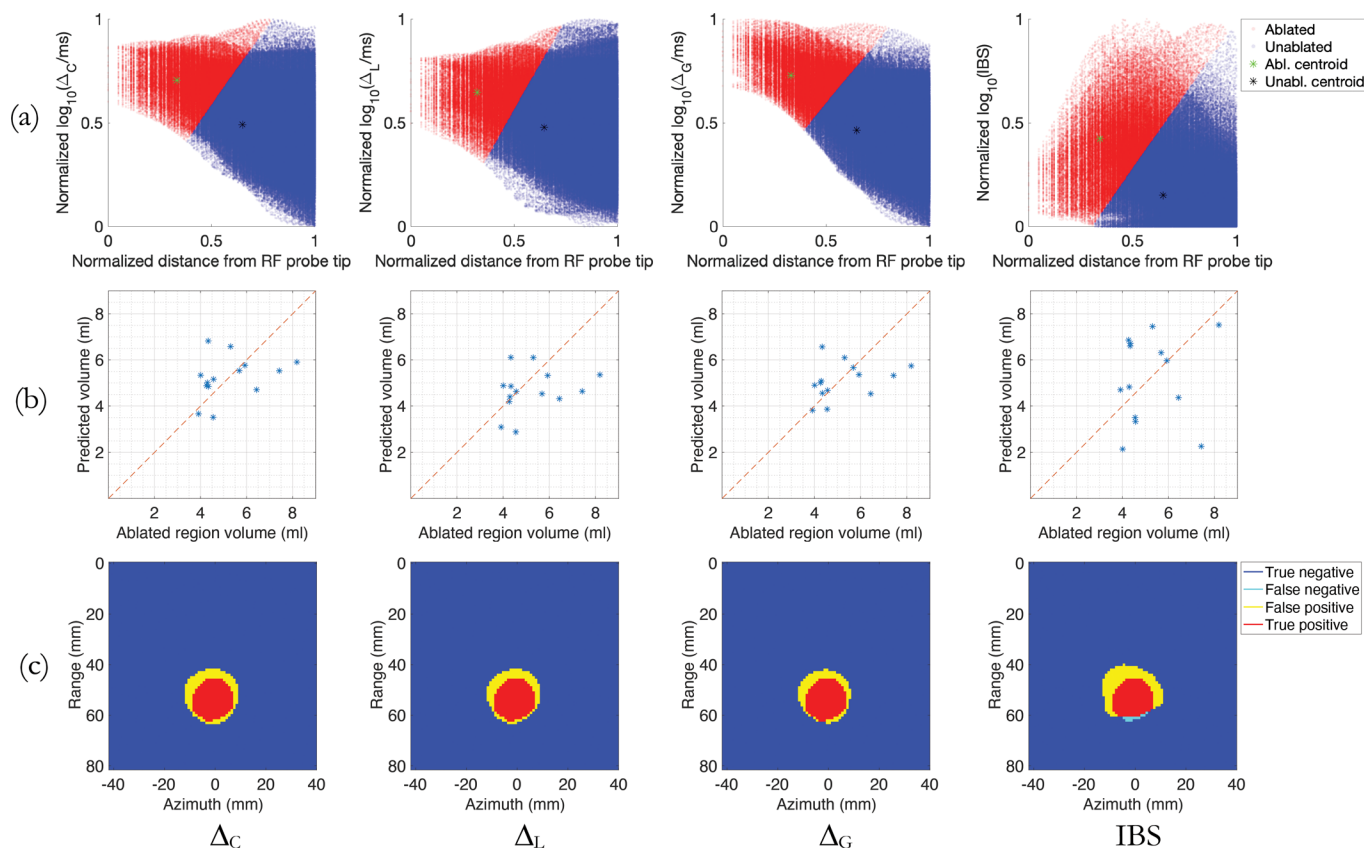 (a)
Normalized log10(ΔC/ms)
1
0.5
0
0
0.5
1
Normalized distance from RF probe tip
Normalized log10(ΔL/ms)
1
0.5
0
0
0.5
1
Normalized distance from RF probe tip
Normalized log10(ΔG/ms)
1
0.5
0
0
0.5
1
Normalized distance from RF probe tip
Normalized log10(IBS)
1
0.5
0
0
0.5
1
Normalized distance from RF probe tip
Ablated
Unablated
Abl. centroid
Unabl. centroid
(b)
Predicted volume (ml)
8
6
4
2
2
4
6
8
Ablated region volume (ml)
Predicted volume (ml)
8
6
4
2
2
4
6
8
Ablated region volume (ml)
Predicted volume (ml)
8
6
4
2
2
4
6
8
Ablated region volume (ml)
Predicted volume (ml)
8
6
4
2
2
4
6
8
Ablated region volume (ml)
(c)
Range (mm)
0
20
40
60
80
-40
-20
0
20
40
Azimuth (mm)
ΔC
Range (mm)
0
20
40
60
80
-40
-20
0
20
40
Azimuth (mm)
ΔL
Range (mm)
0
20
40
60
80
-40
-20
0
20
40
Azimuth (mm)
ΔG
Range (mm)
0
20
40
60
80
-40
-20
0
20
40
Azimuth (mm)
IBS
True negative
False negative
False positive
True positive